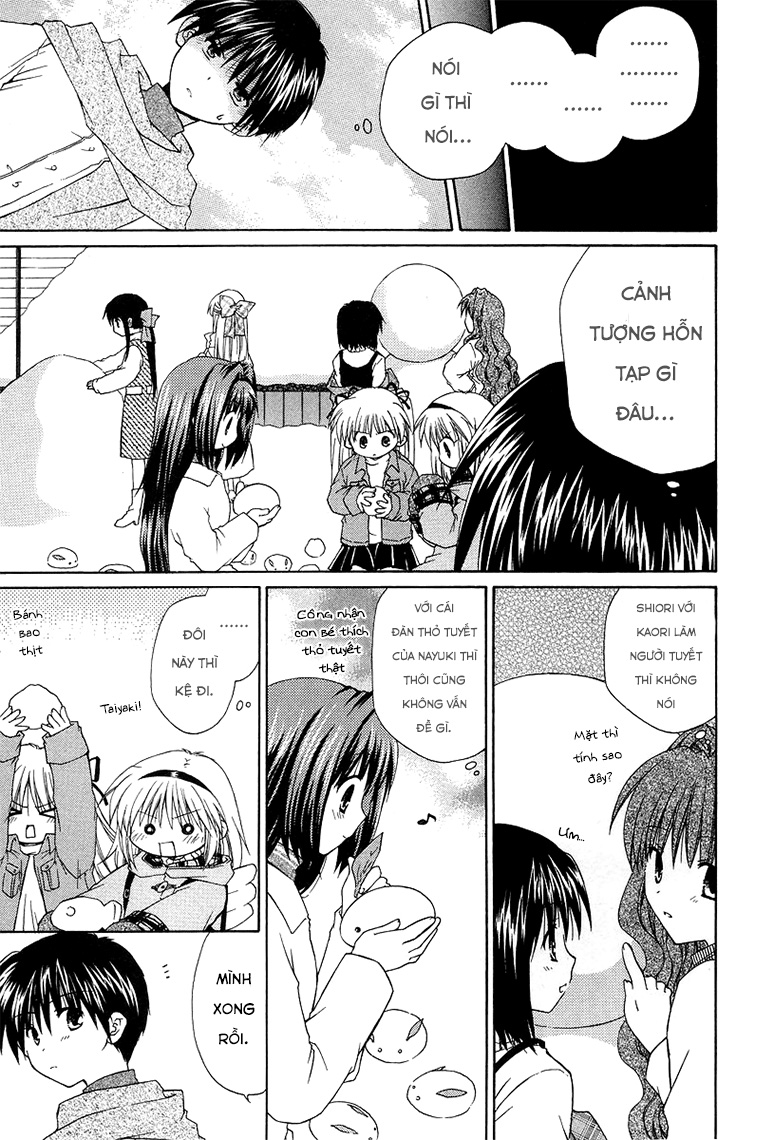 ......
..........
......
......
......
NÓI
GÌ THÌ
NÓI...
CẢNH
TƯỢNG HỖN
TẠP GÌ
ĐÂU...
SHIORI VỚI
KAORI LÀM
NGƯỜI TUYẾT
THÌ KHÔNG
NÓI
Mặt thì
tính sao
đây?
Ưm...
VỚI CÁI
ĐÀN THỎ TUYẾT
CỦA NAYUKI THÌ
THÔI CŨNG
KHÔNG VẤN
ĐỀ GÌ.
Công nhận
con bé thích
thỏ tuyết
thật
......
ĐÔI
NÀY THÌ
KỆ ĐI.
Taiyaki!
Bánh
bao
thịt
MÌNH
XONG
RỒI.